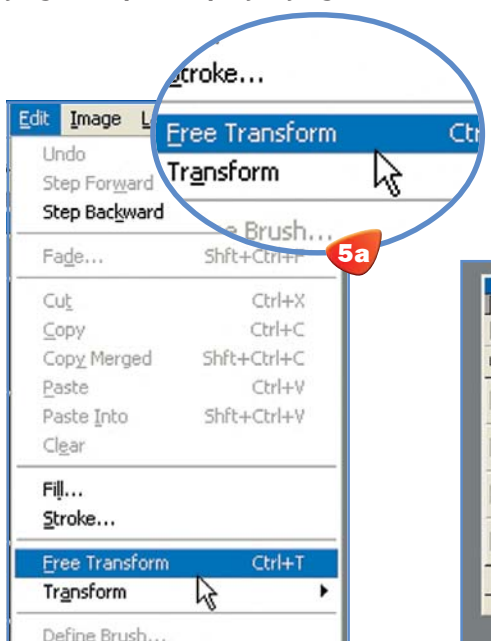 Stroke...
Free Transform Ctr
Transform
e Brush...
5a
Edit Image L
Undo
Step Forward
Step Backward
Fade... Shft+Ctrl+F
Cut Ctrl+X
Copy Ctrl+C
Copy Merged Shft+Ctrl+C
Paste Ctrl+V
Paste Into Shft+Ctrl+V
Clear
Fill...
Stroke...
Free Transform Ctrl+T
Transform
Define Brush...